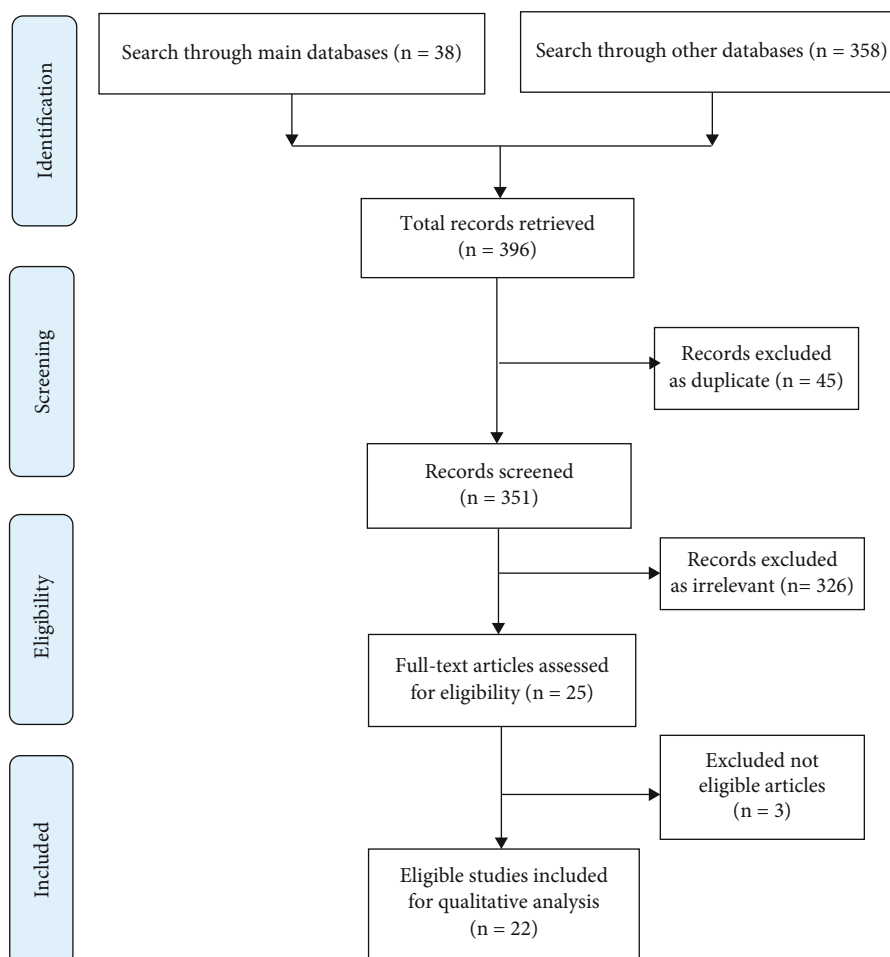 Identification
Search through main databases (n = 38)
Search through other databases (n = 358)
Total records retrieved
(n = 396)
Screening
Records excluded
as duplicate (n = 45)
Records screened
(n = 351)
Eligibility
Records excluded
as irrelevant (n= 326)
Full-text articles assessed
for eligibility (n = 25)
Included
Excluded not
eligible articles
(n = 3)
Eligible studies included
for qualitative analysis
(n = 22)